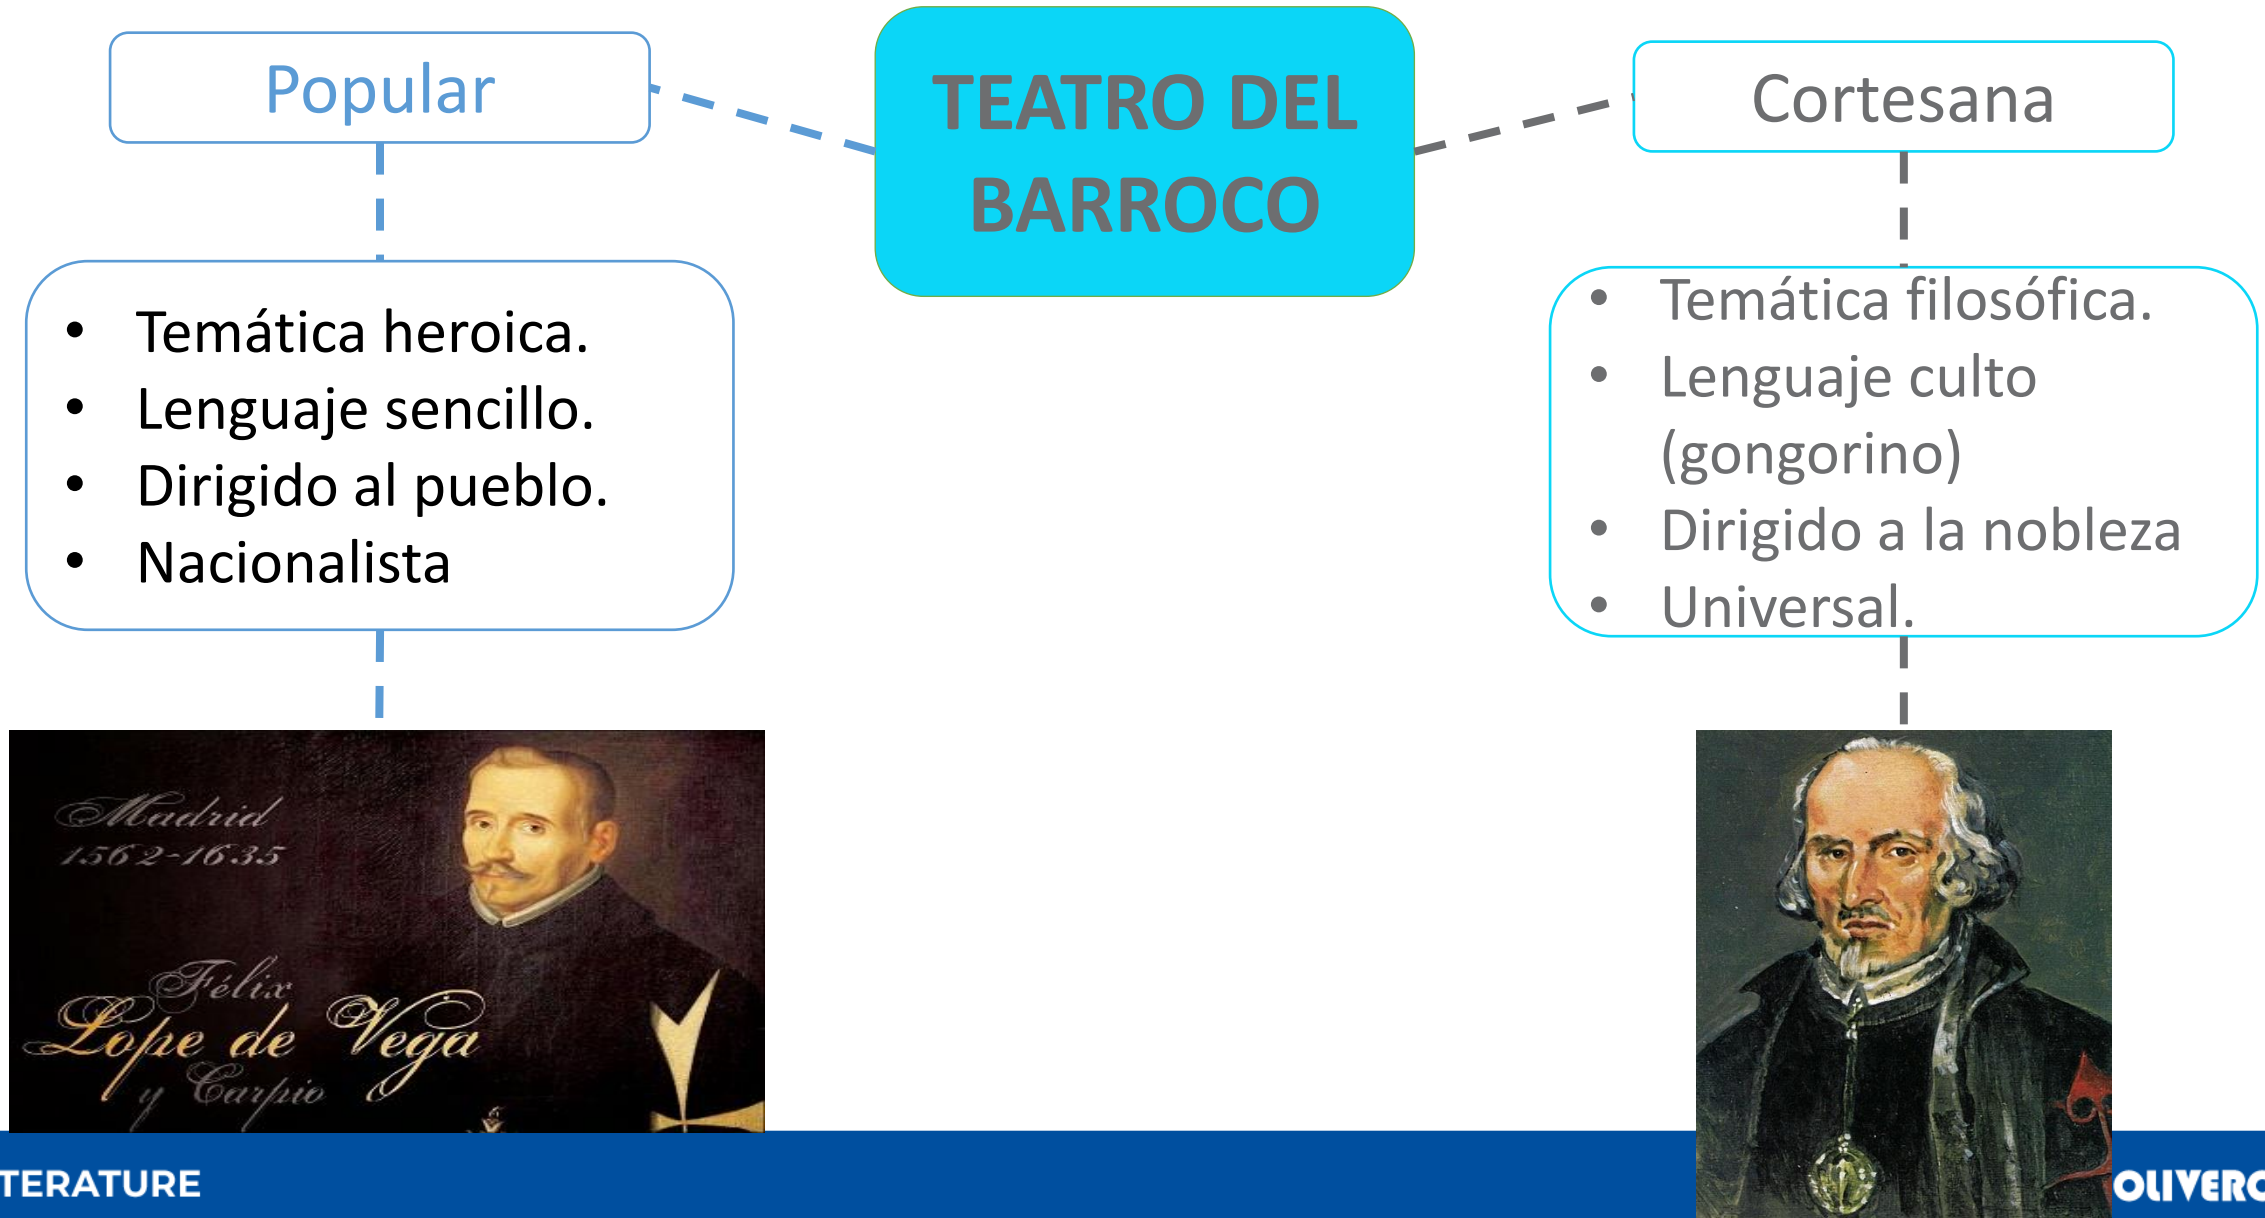 Popular
TEATRO DEL
BARROCO
Cortesana
• Temática heroica.
• Lenguaje sencillo.
• Dirigido al pueblo.
• Nacionalista
• Temática filosófica.
• Lenguaje culto
(gongorino)
• Dirigido a la nobleza
• Universal.
Madrid
1562-1635
Félix
Lope de Vega
y Carpio
TERATURE
OLIVERO